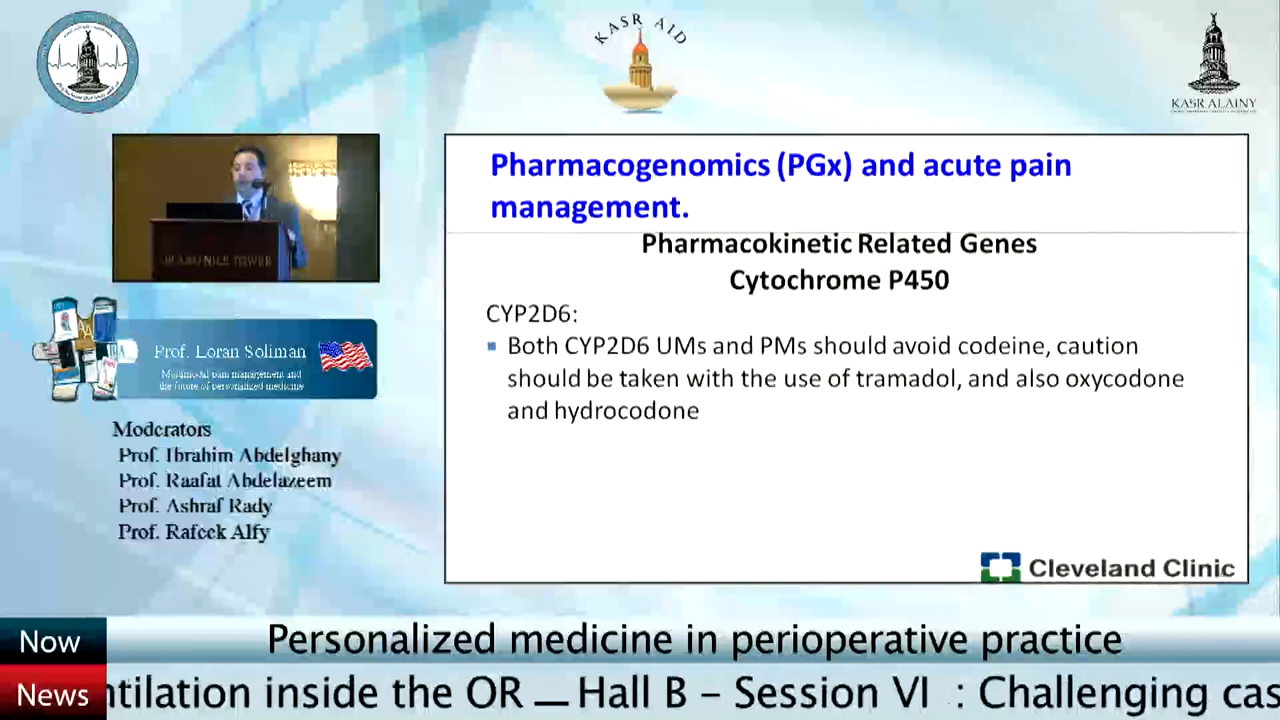 KASR AID
KASR ALAINY
Pharmacogenomics (PGx) and acute pain
management.
Pharmacokinetic Related Genes
Cytochrome P450
CYP2D6:
Both CYP2D6 UMs and PMs should avoid codeine, caution
should be taken with the use of tramadol, and also oxycodone
and hydrocodone
Cleveland Clinic
NILE TOWER
Prof. Loran Soliman
Multimodal pain management and
the future of personalized medicine
Moderators
Prof. Ibrahim Abdelghany
Prof. Raafat Abdelazeem
Prof. Ashraf Rady
Prof. Rafeek Alfy
Now
Personalized medicine in perioperative practice
News
ntilation inside the OR — Hall B – Session VI : Challenging cas